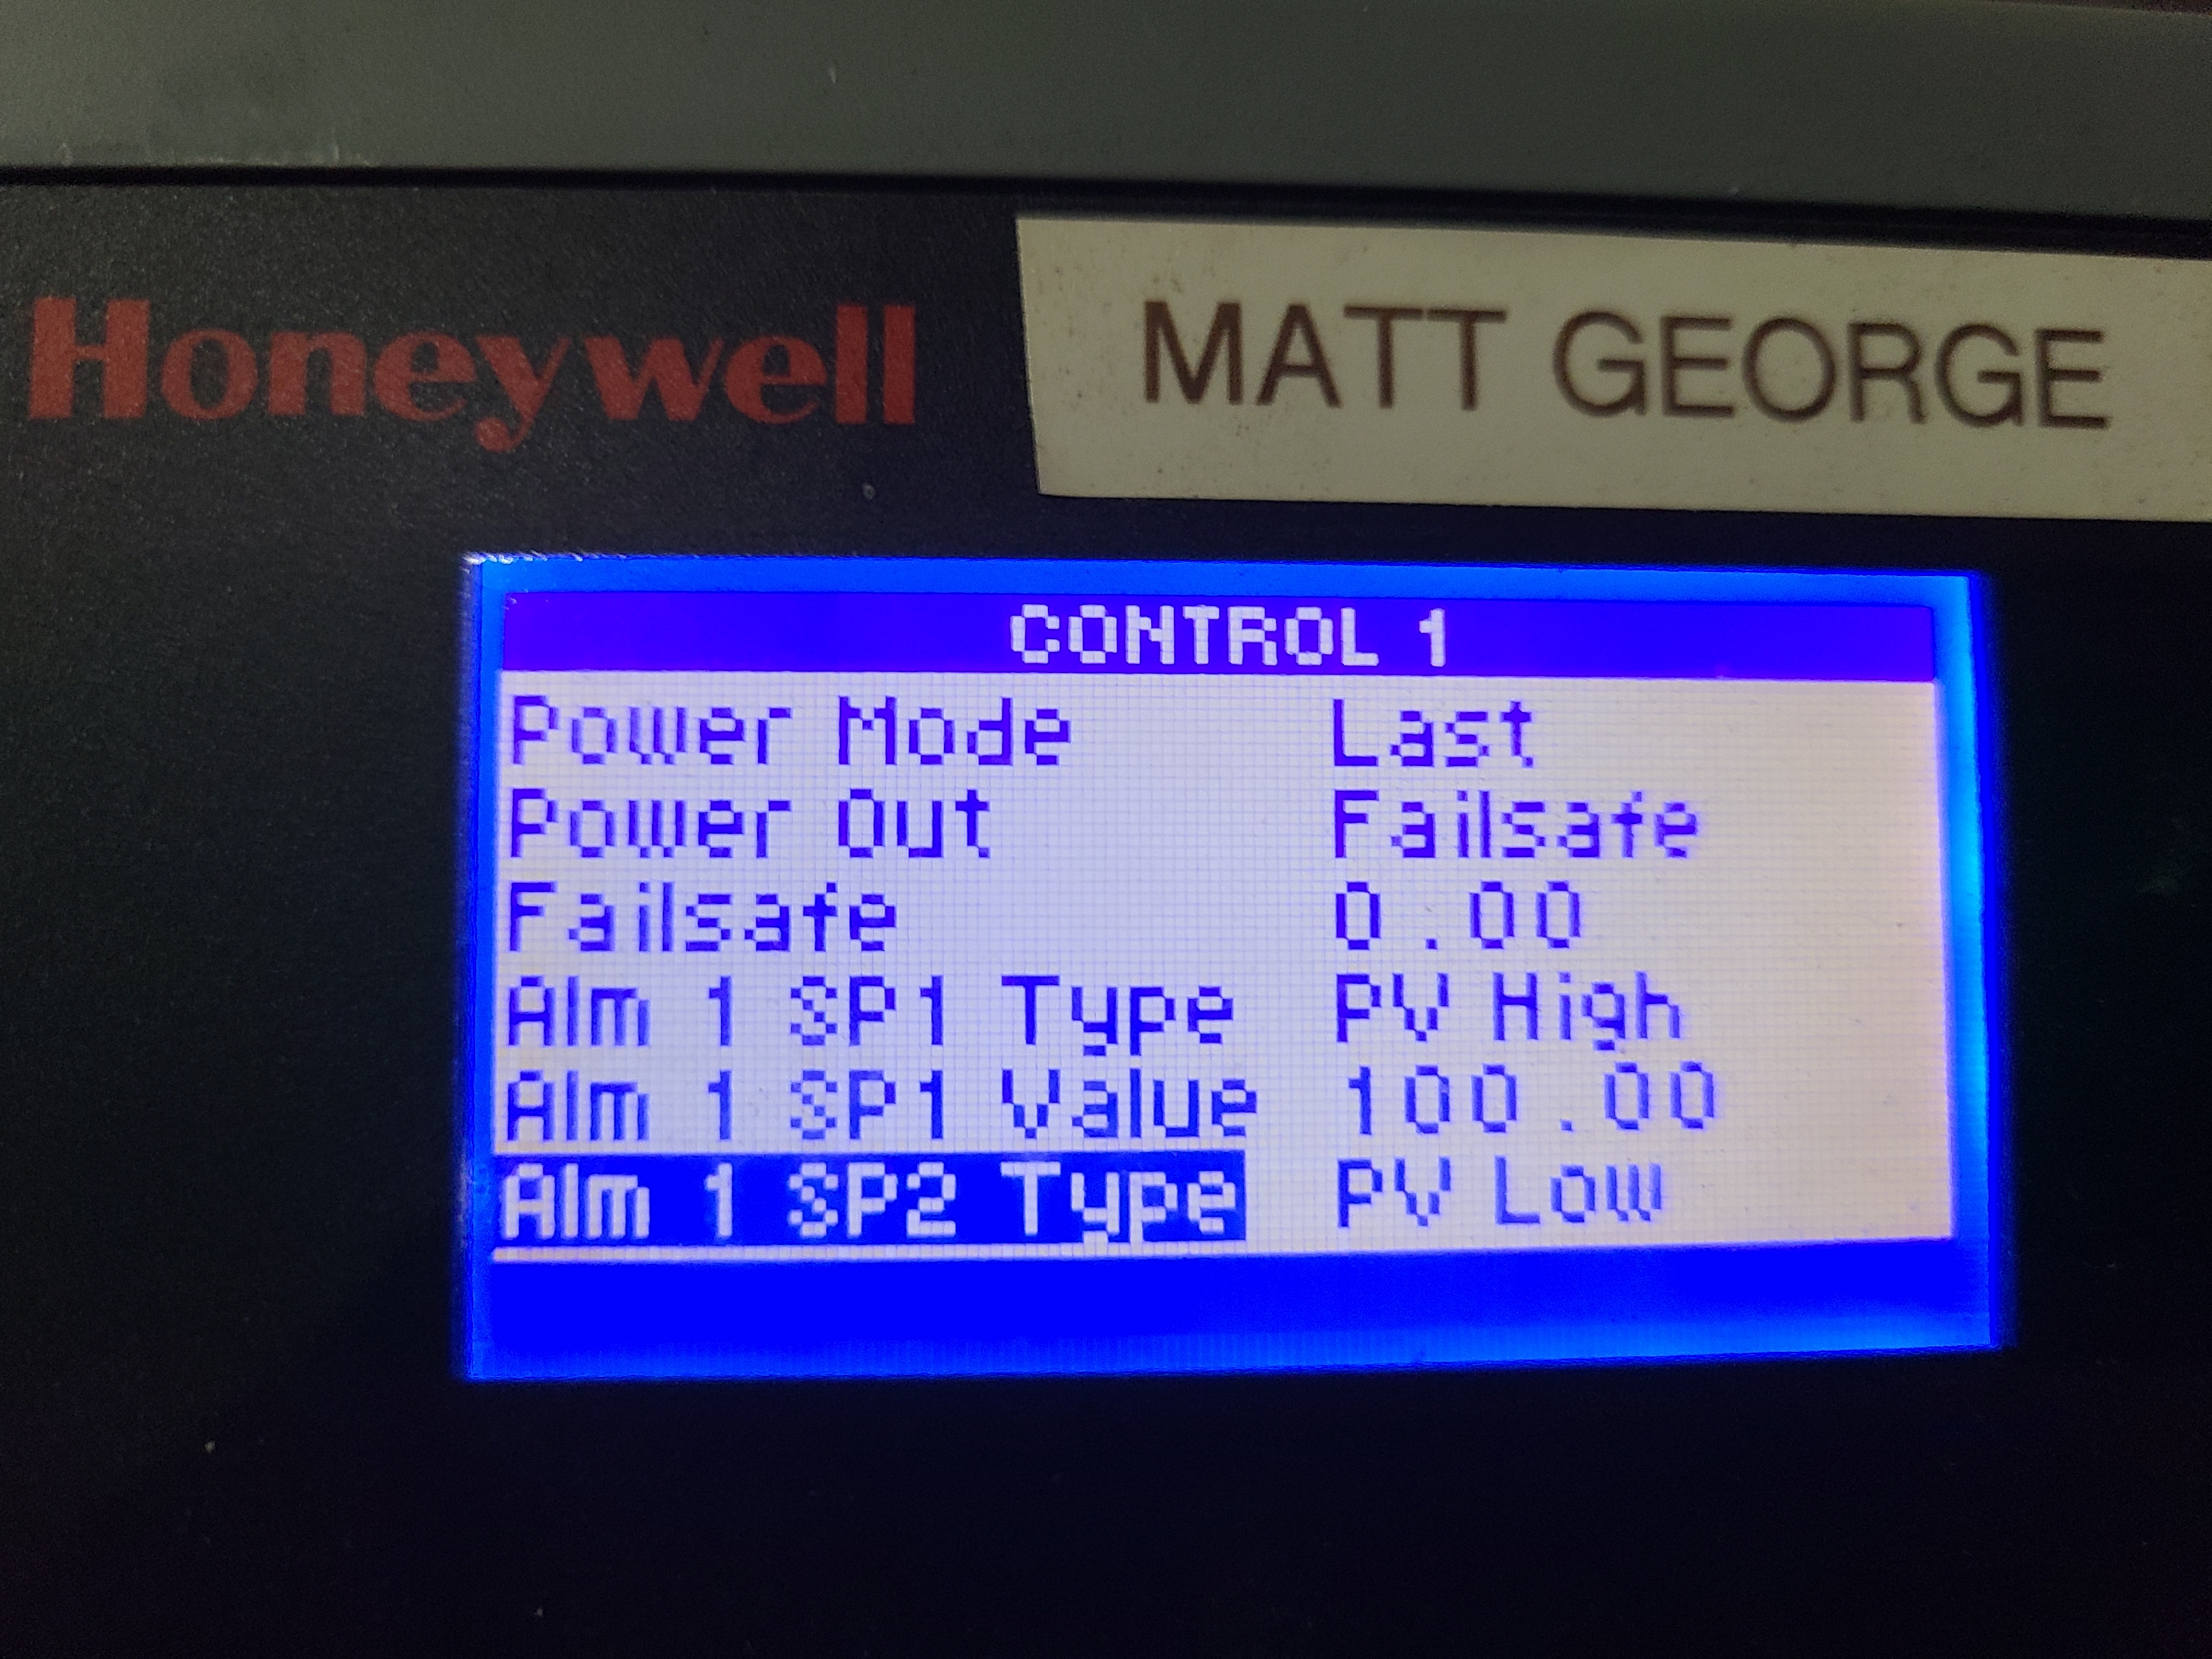 Honeywell
MATT GEORGE
CONTROL 1
Power Mode Last
Power Out Failsafe
Failsafe 0.00
Alm 1 SP1 Type PV High
Alm 1 SP1 Value 100.00
Alm 1 SP2 Type PV Low